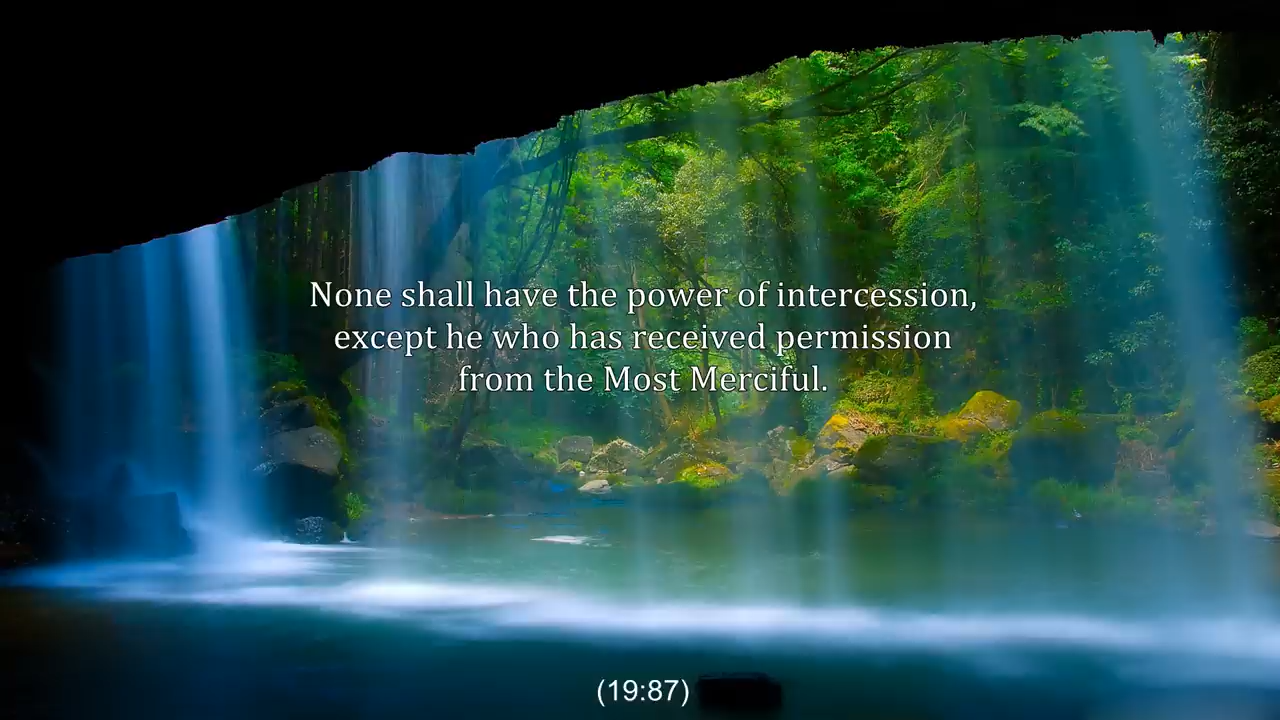 None shall have the power of intercession,
except he who has received permission
from the Most Merciful.
(19:87)